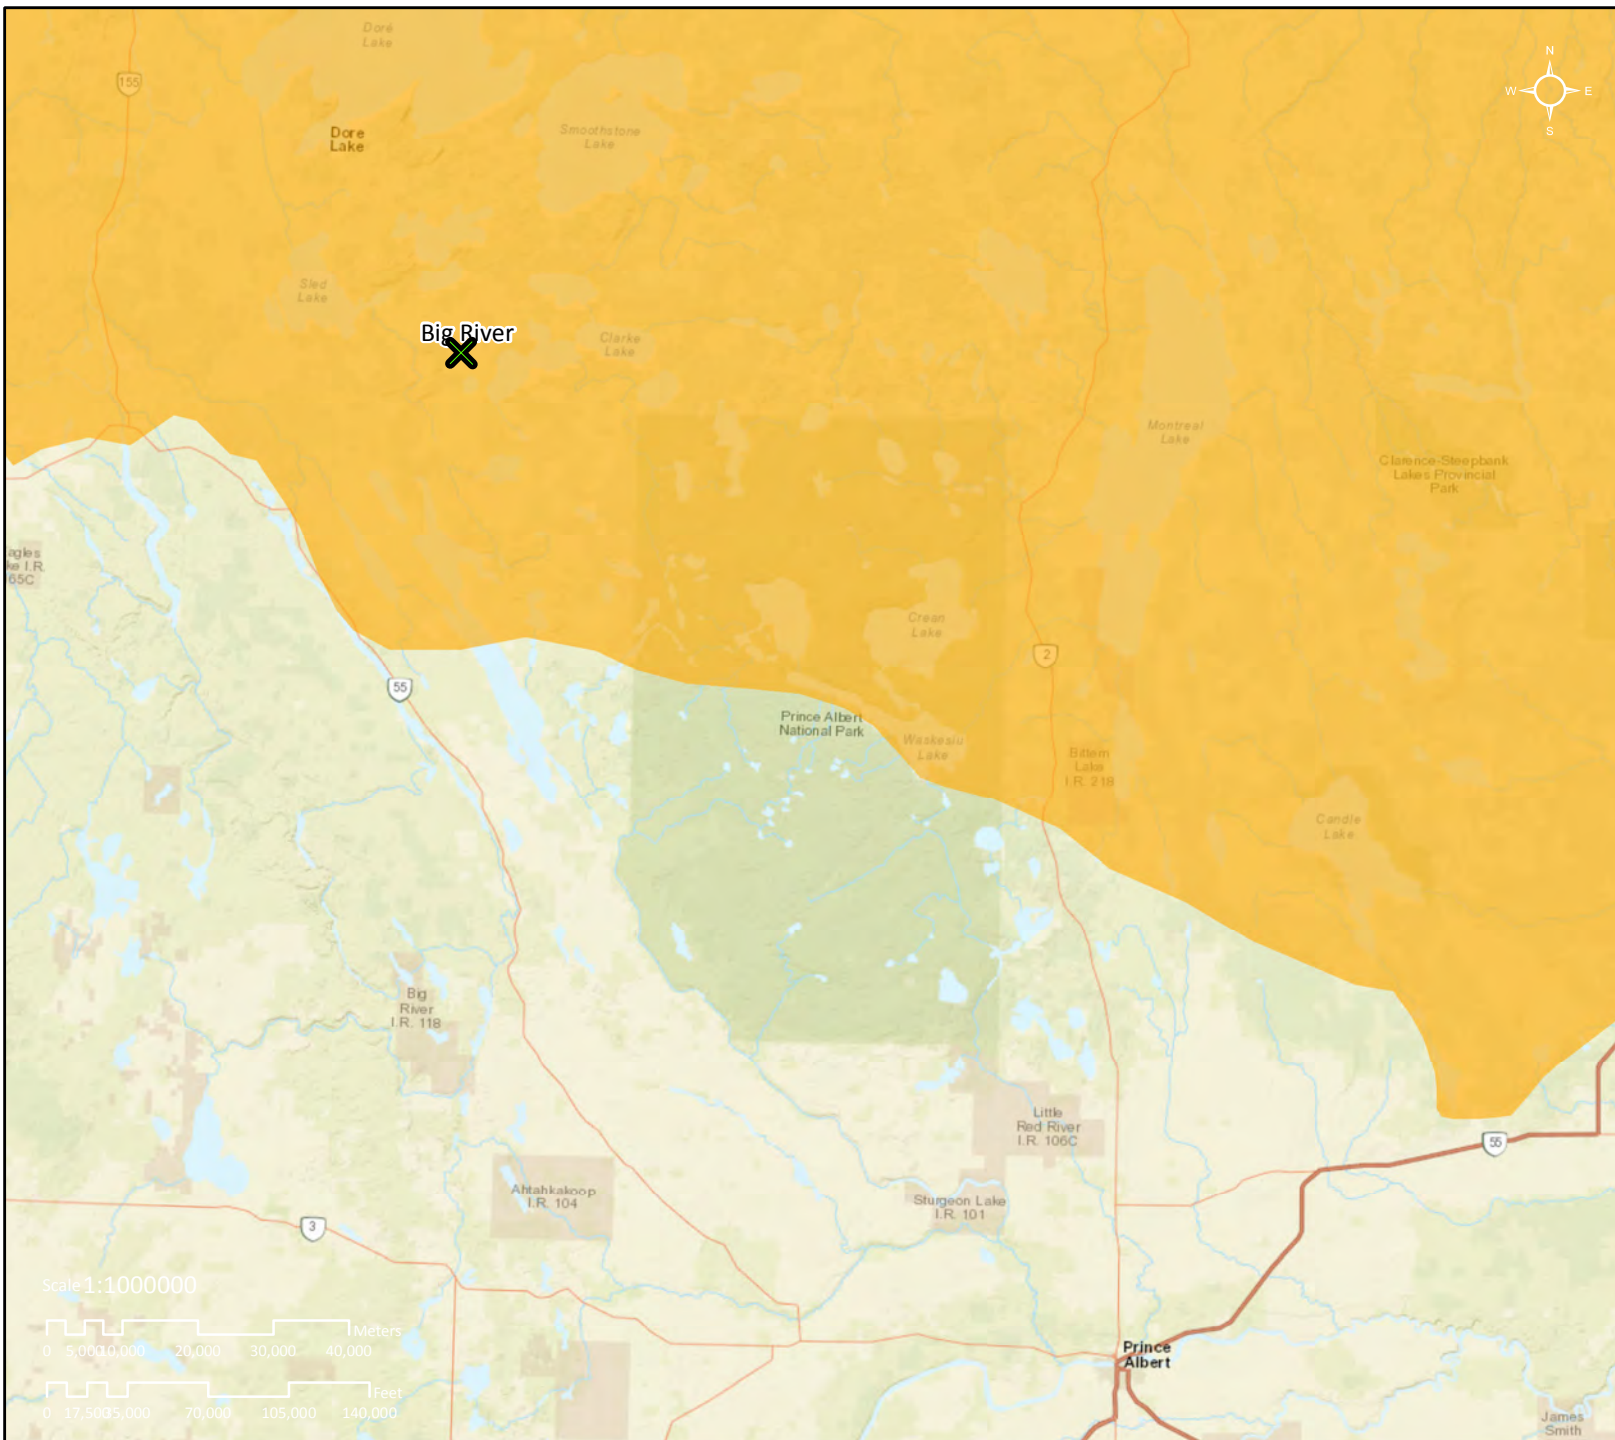 Doré
Lake
N
W E
S
155
Dore
Lake
Smoothstone
Lake
Sled
Lake
Big River
Clarke
Lake
Montreal
Lake
Clarence-Steepbank
Lakes Provincial
Park
agles
ke I.R.
65C
Crean
Lake
2
55
Prince Albert
National Park
Waskesiu
Lake
Bittern
Lake
I.R. 218
Candle
Lake
Big
River
I.R. 118
Little
Red River
I.R. 106C
55
Ahtahkakoop
I.R. 104
Sturgeon Lake
I.R. 101
3
Scale 1:1000000
Meters
0 5,000 10,000 20,000 30,000 40,000
Feet
0 17,500 35,000 70,000 105,000 140,000
Prince
Albert
James
Smith